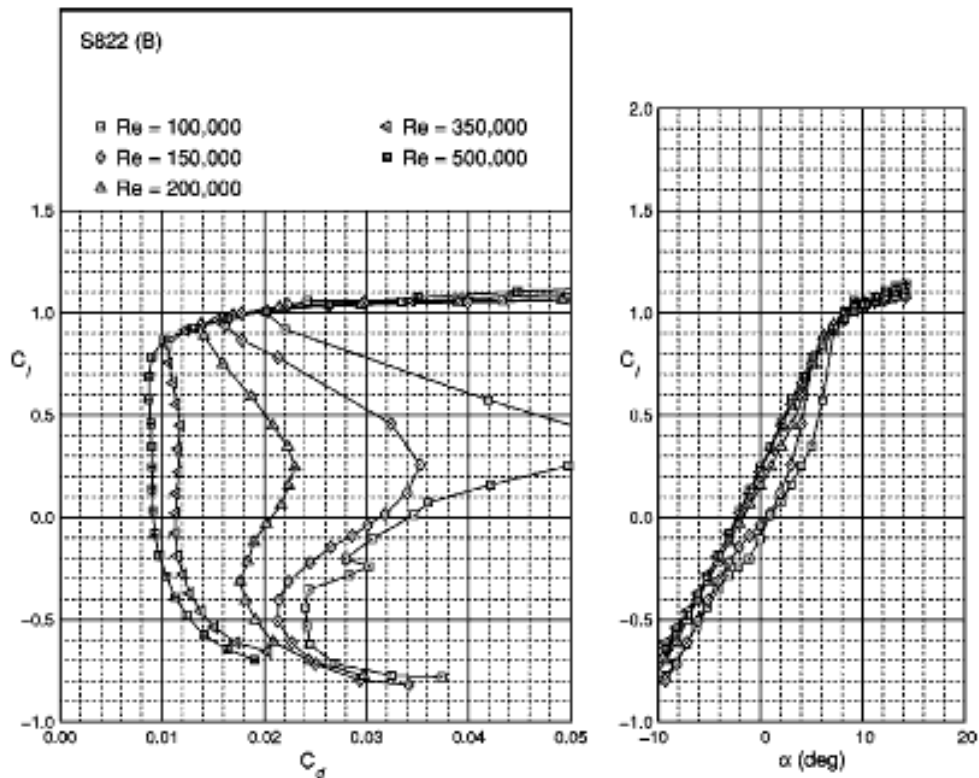 S822 (B)
Re = 100,000
Re = 350,000
Re = 150,000
Re = 500,000
Re = 200,000
2.0
1.5
1.5
1.0
1.0
C_l
C_l
0.5
0.5
0.0
0.0
−0.5
−0.5
−1.0
−1.0
0.00 0.01 0.02 0.03 0.04 0.05
−10 0 10 20
C_d
α (deg)